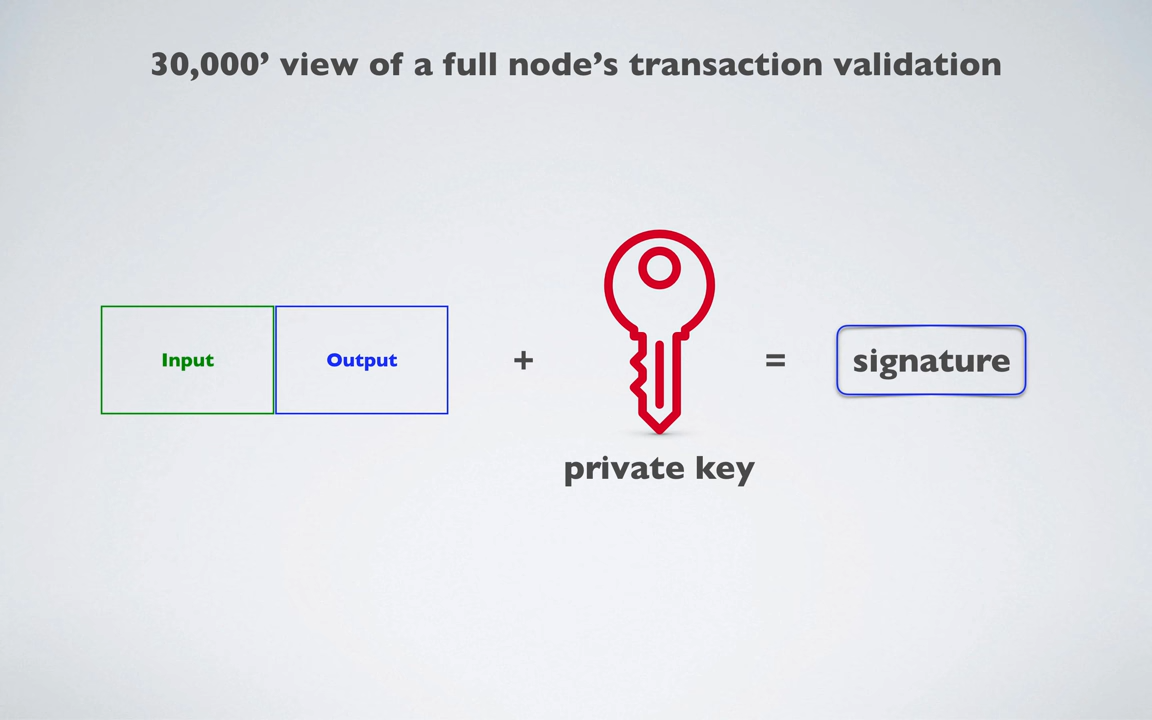 30,000’ view of a full node’s transaction validation
Input Output + = signature
private key